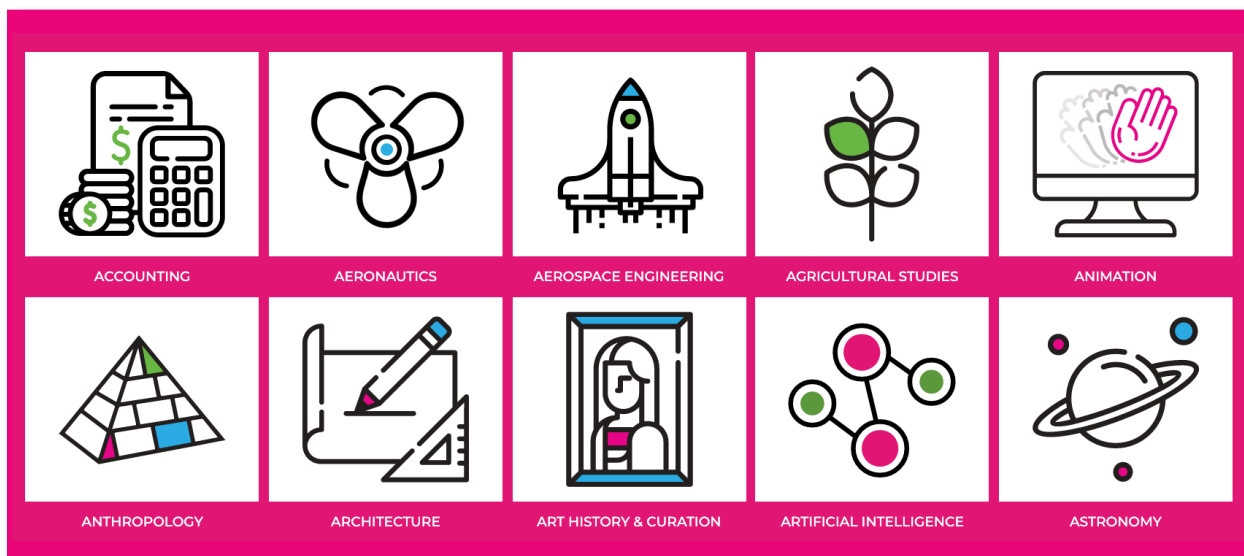 $
$
ACCOUNTING
AERONAUTICS
AEROSPACE ENGINEERING
AGRICULTURAL STUDIES
ANIMATION
ANTHROPOLOGY
ARCHITECTURE
ART HISTORY & CURATION
ARTIFICIAL INTELLIGENCE
ASTRONOMY